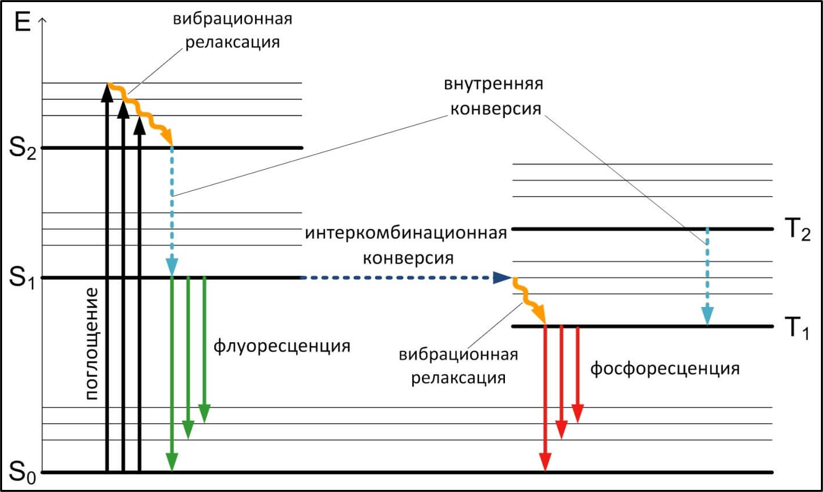 E
вибрационная
релаксация
внутренняя
конверсия
S2
T2
интеркомбинационная
конверсия
S1
T1
поглощение
флуоресценция
вибрационная
релаксация
фосфоресценция
S0